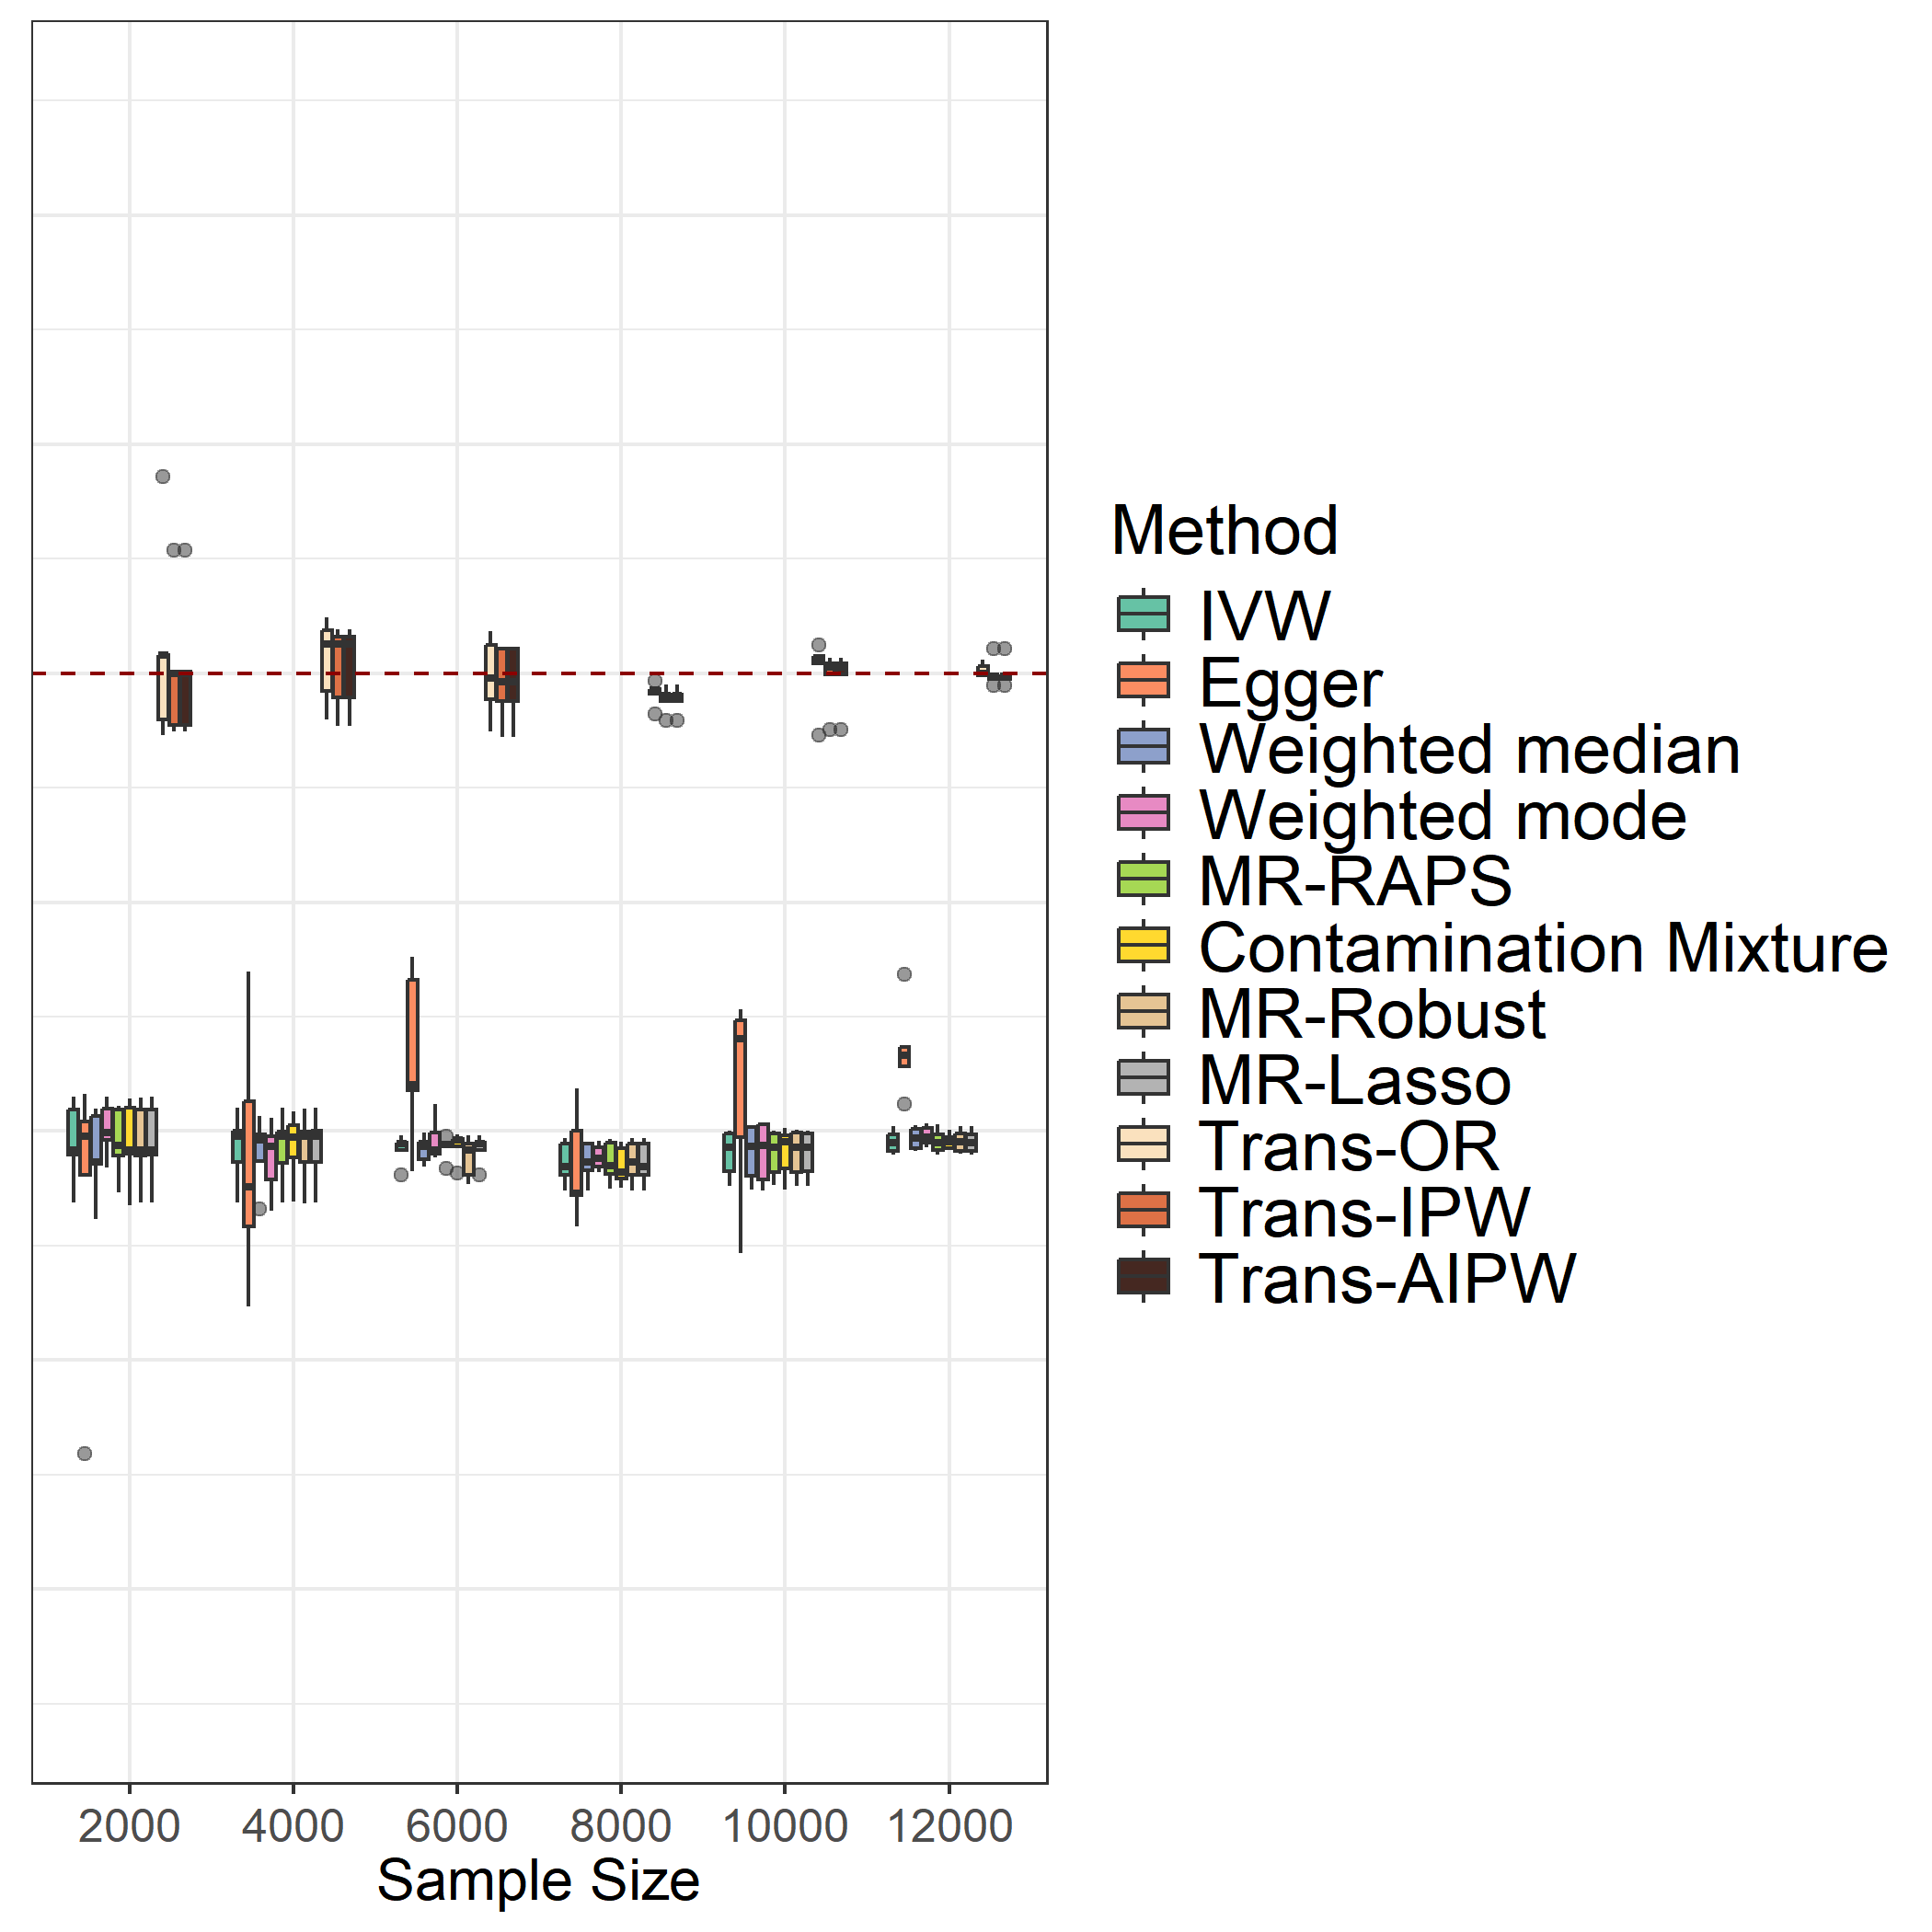 2000 4000 6000 8000 10000 12000
Sample Size
Method
IVW
Egger
Weighted median
Weighted mode
MR-RAPS
Contamination Mixture
MR-Robust
MR-Lasso
Trans-OR
Trans-IPW
Trans-AIPW